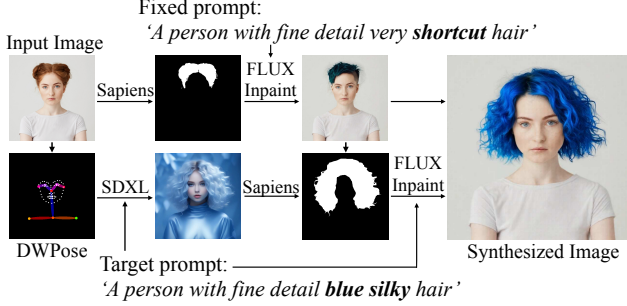 Fixed prompt:
‘A person with fine detail very shortcut hair’
Input Image
Sapiens
FLUX
Inpaint
SDXL
Sapiens
FLUX
Inpaint
DWPose
Synthesized Image
Target prompt:
‘A person with fine detail blue silky hair’